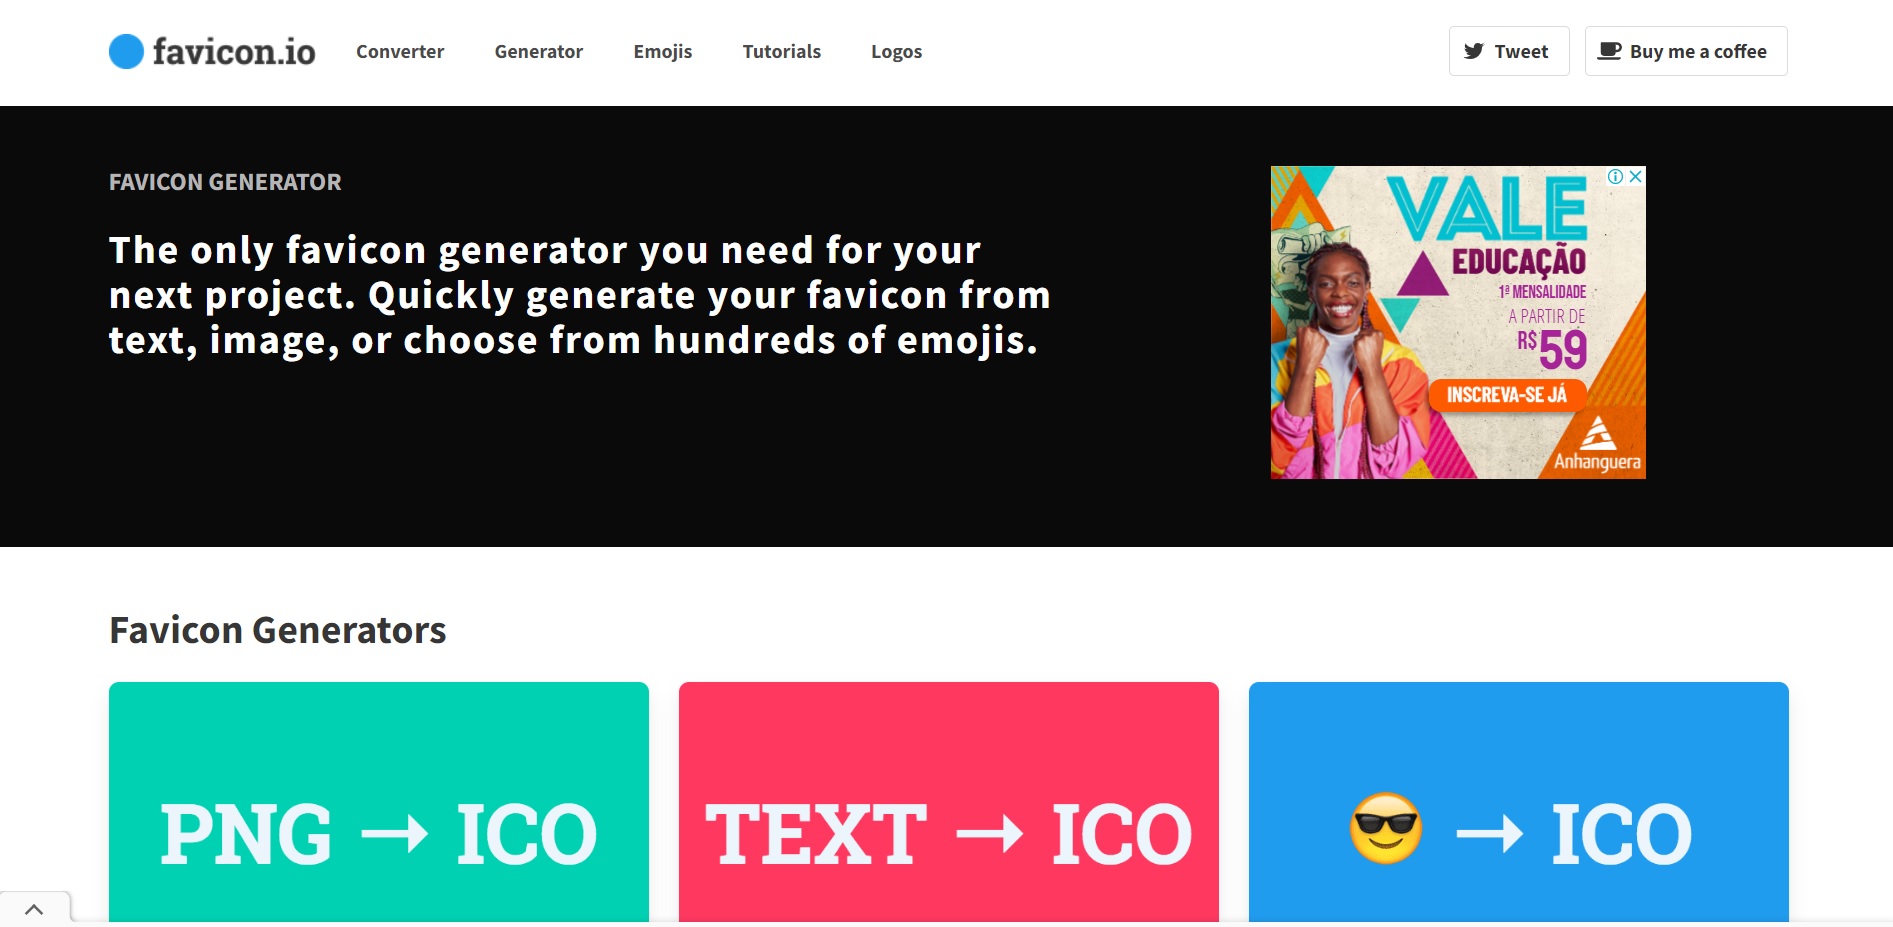 favicon.io
Converter
Generator
Emojis
Tutorials
Logos
Tweet
Buy me a coffee
FAVICON GENERATOR
The only favicon generator you need for your
next project. Quickly generate your favicon from
text, image, or choose from hundreds of emojis.
VALE
EDUCAÇÃO
1ª MENSALIDADE
A PARTIR DE
R$59
INSCREVA-SE JÁ
Anhanguera
Favicon Generators
PNG → ICO
TEXT → ICO
😎 → ICO